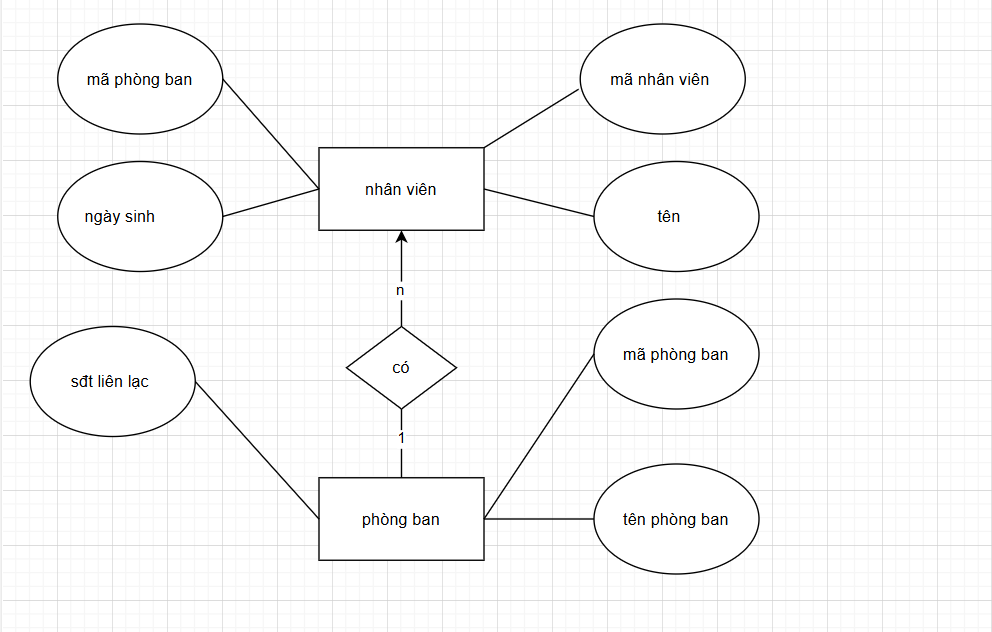 mã phòng ban
mã nhân viên
nhân viên
ngày sinh
tên
n
mã phòng ban
có
sđt liên lạc
1
phòng ban
tên phòng ban